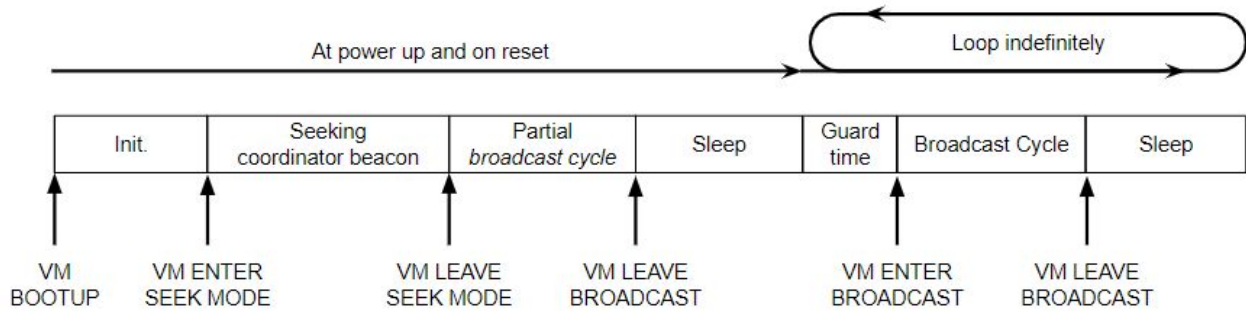 At power up and on reset
Loop indefinitely
Init.
Seeking
coordinator beacon
Partial
broadcast cycle
Sleep
Guard
time
Broadcast Cycle
Sleep
VM
BOOTUP
VM ENTER
SEEK MODE
VM LEAVE
SEEK MODE
VM LEAVE
BROADCAST
VM ENTER
BROADCAST
VM LEAVE
BROADCAST